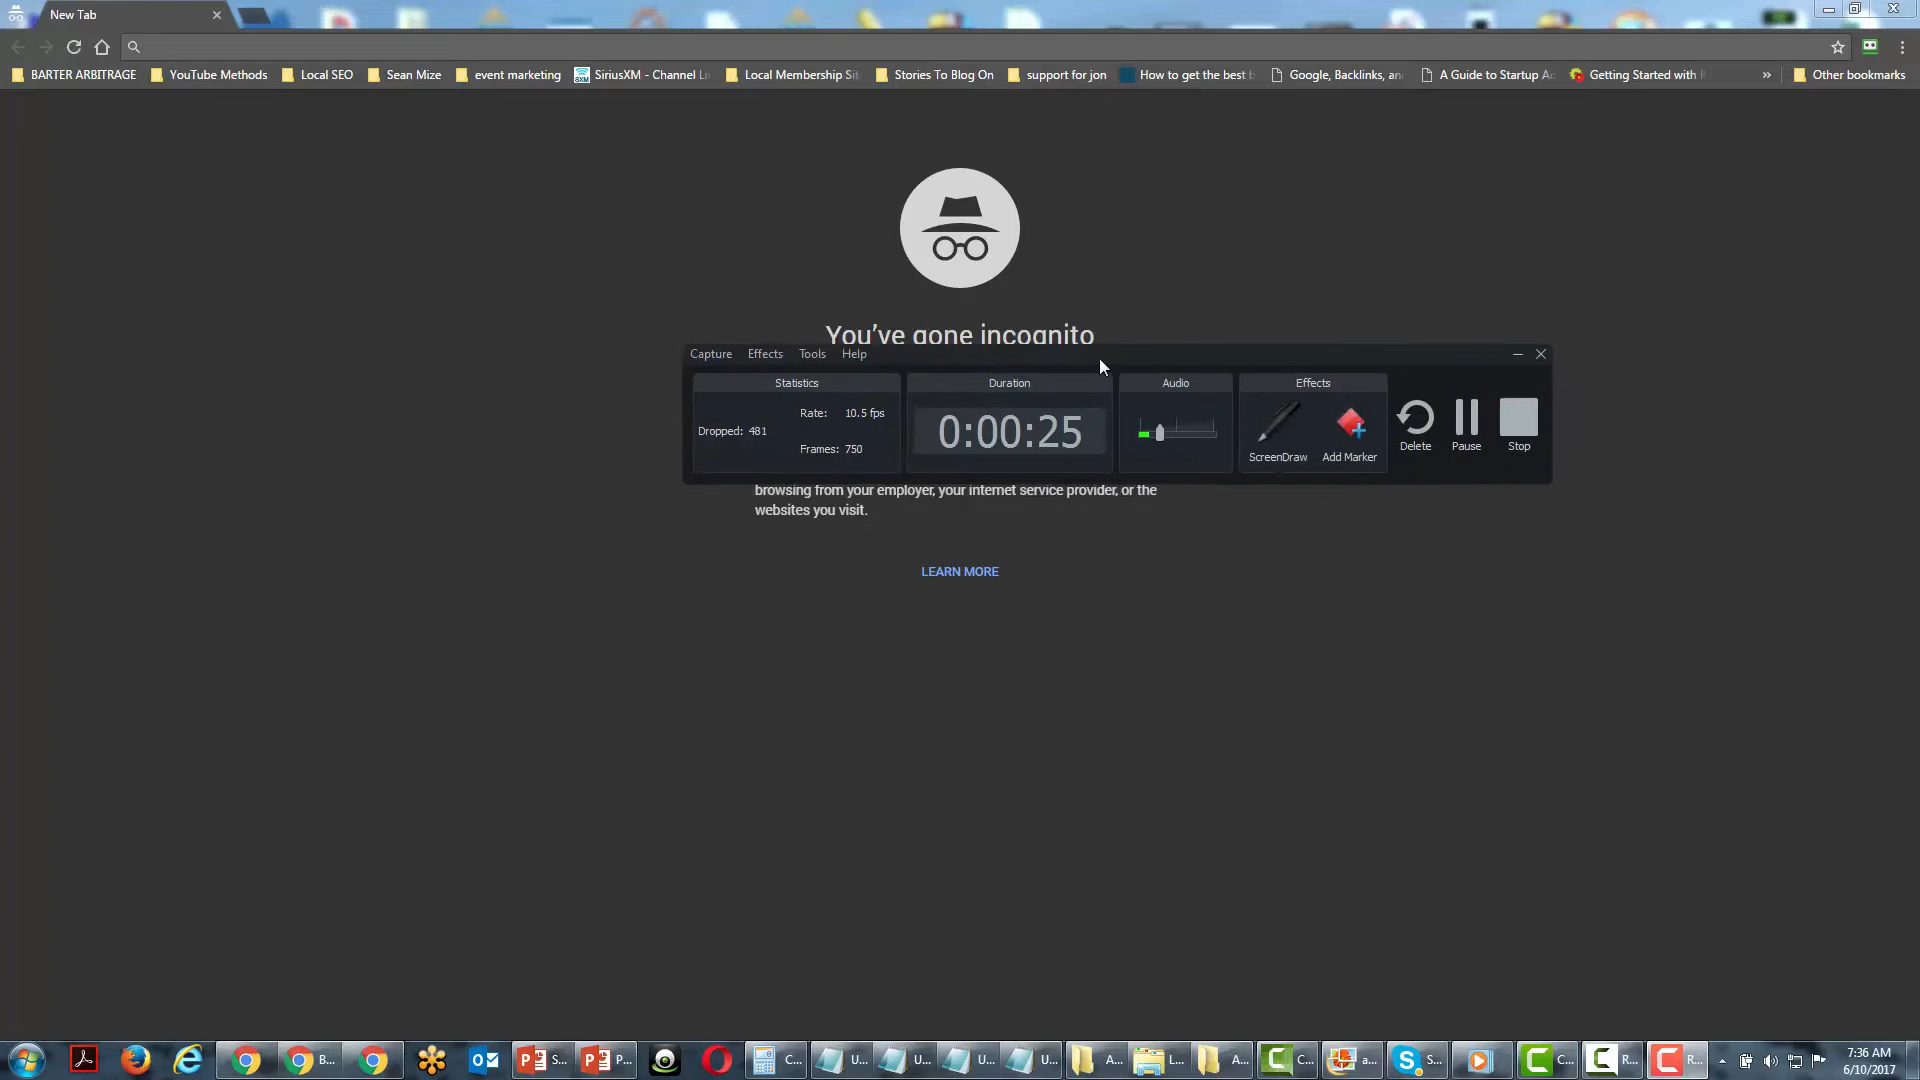 New Tab
BARTER ARBITRAGE YouTube Methods Local SEO Sean Mize event marketing SiriusXM - Channel Li Local Membership Sit Stories To Blog On support for jon How to get the best Google, Backlinks, an A Guide to Startup Ac Getting Started with » Other bookmarks
You've gone incognito
Capture Effects Tools Help
Statistics Duration Audio Effects
Rate: 10.5 fps
Dropped: 481
Frames: 750
0:00:25
ScreenDraw Add Marker Delete Pause Stop
browsing from your employer, your internet service provider, or the
websites you visit.
LEARN MORE
B... S... P... C... U... U... U... U... A... L... A... C... a... S... C... R... R...
7:36 AM
6/10/2017